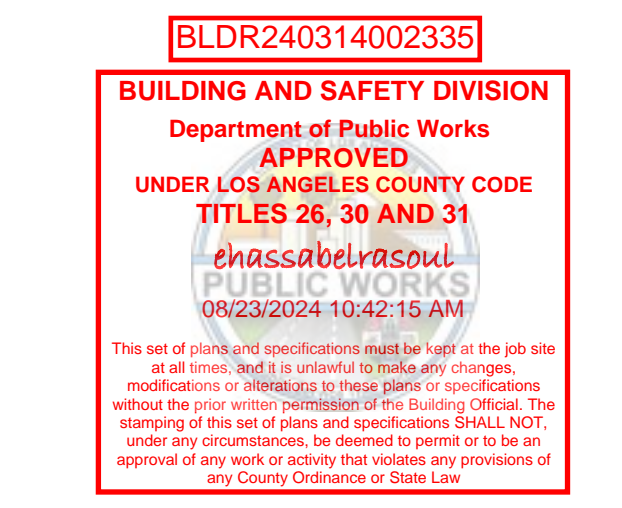 BLDR240314002335
BUILDING AND SAFETY DIVISION
Department of Public Works
APPROVED
UNDER LOS ANGELES COUNTY CODE
TITLES 26, 30 AND 31
ehassabelrasoul
PUBLIC WORKS
08/23/2024 10:42:15 AM
This set of plans and specifications must be kept at the job site
at all times, and it is unlawful to make any changes,
modifications or alterations to these plans or specifications
without the prior written permission of the Building Official. The
stamping of this set of plans and specifications SHALL NOT,
under any circumstances, be deemed to permit or to be an
approval of any work or activity that violates any provisions of
any County Ordinance or State Law